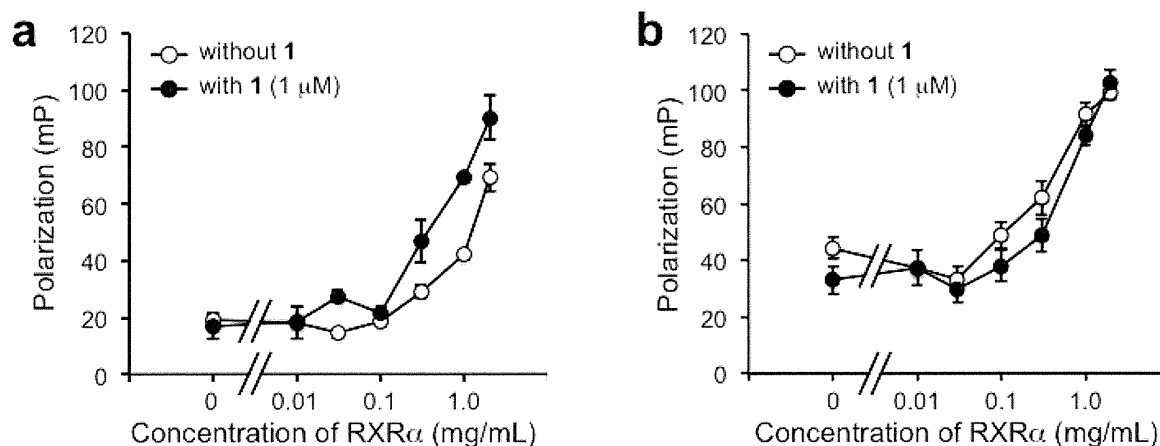 a
120
100
80
60
40
20
0
Polarization (mP)
without 1
with 1 (1 μM)
0 0.01 0.1 1.0
Concentration of RXRα (mg/mL)
b
120
100
80
60
40
20
0
Polarization (mP)
without 1
with 1 (1 μM)
0 0.01 0.1 1.0
Concentration of RXRα (mg/mL)